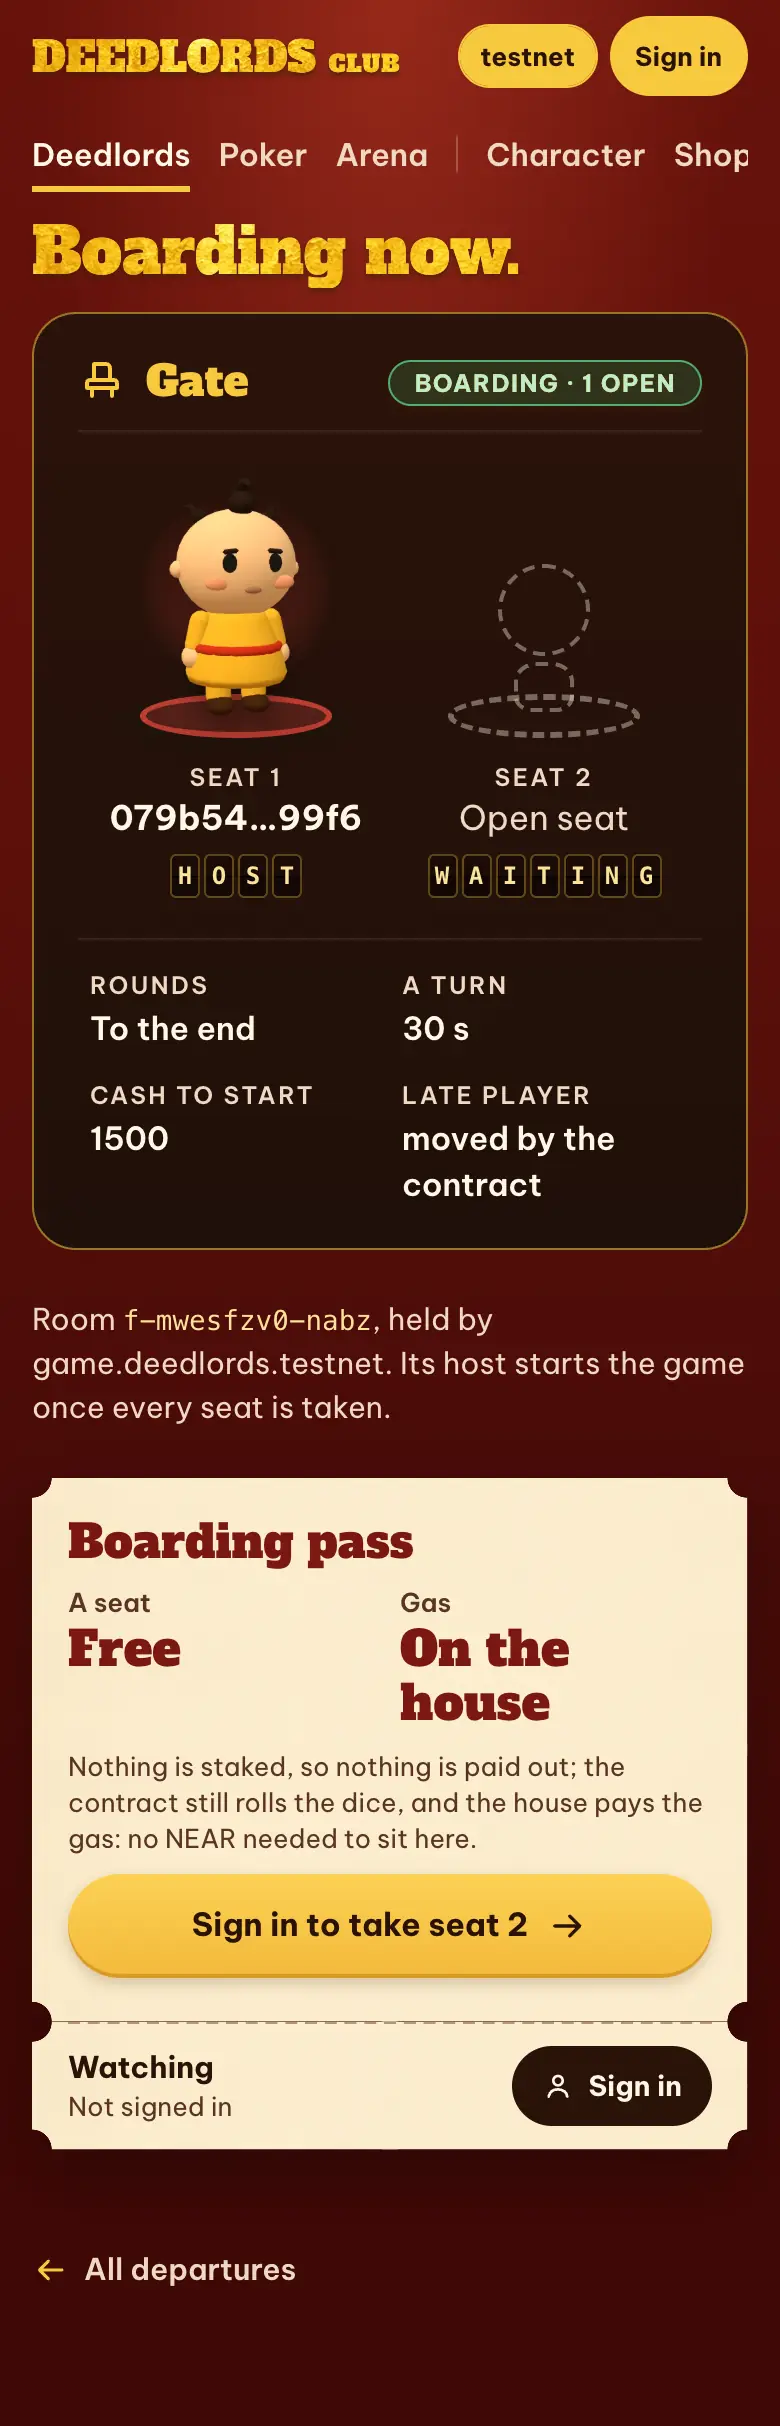 DEEDLORDS CLUB
testnet
Sign in
Deedlords Poker Arena Character Shop
Boarding now.
Gate
BOARDING · 1 OPEN
SEAT 1
079b54…99f6
HOST
SEAT 2
Open seat
WAITING
ROUNDS
To the end
A TURN
30 s
CASH TO START
1500
LATE PLAYER
moved by the
contract
Room f-mwesfzv0-nabz, held by
game.deedlords.testnet. Its host starts the game
once every seat is taken.
Boarding pass
A seat
Free
Gas
On the
house
Nothing is staked, so nothing is paid out; the
contract still rolls the dice, and the house pays the
gas: no NEAR needed to sit here.
Sign in to take seat 2 →
Watching
Not signed in
Sign in
← All departures